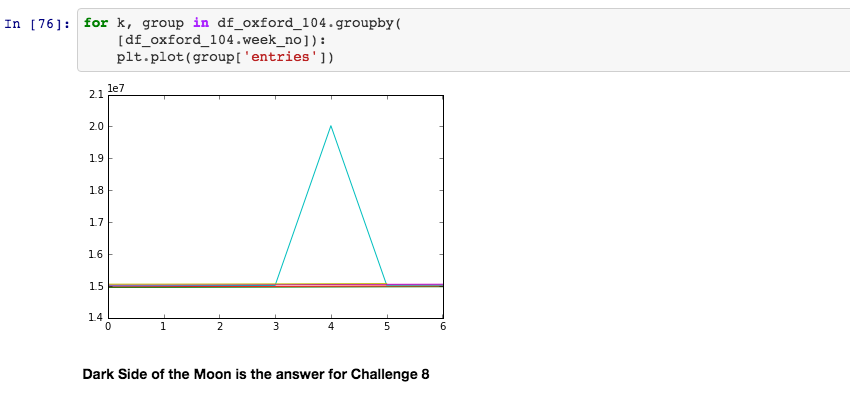 In [76]: for k, group in df_oxford_104.groupby(
[df_oxford_104.week_no]):
plt.plot(group['entries'])
1e7
2.1
2.0
1.9
1.8
1.7
1.6
1.5
1.4
0 1 2 3 4 5 6
Dark Side of the Moon is the answer for Challenge 8